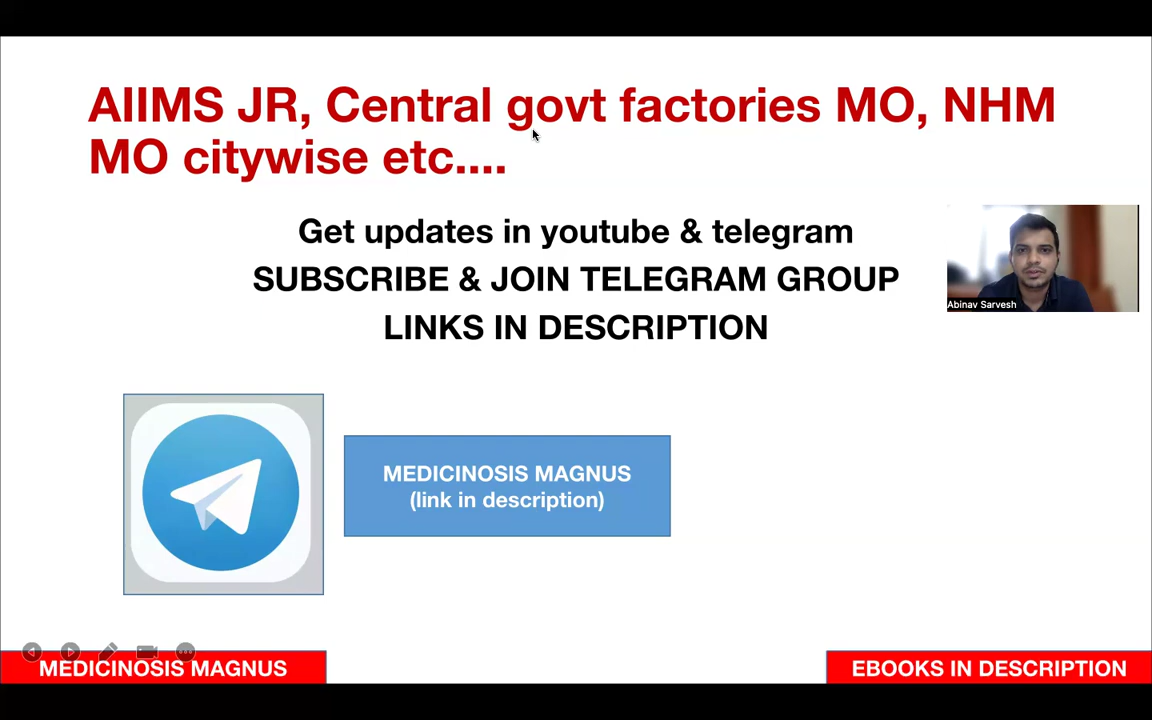 AIIMS JR, Central govt factories MO, NHM
MO citywise etc....
Get updates in youtube & telegram
SUBSCRIBE & JOIN TELEGRAM GROUP
LINKS IN DESCRIPTION
Abinav Sarvesh
MEDICINOSIS MAGNUS
(link in description)
MEDICINOSIS MAGNUS
EBOOKS IN DESCRIPTION